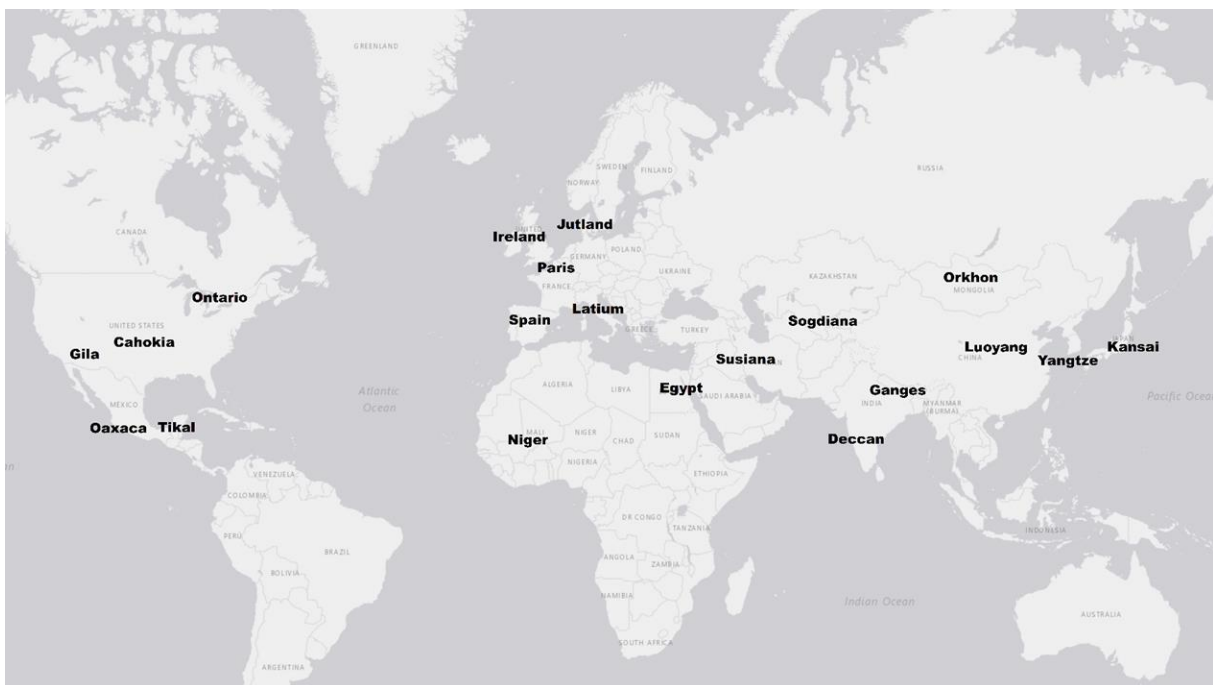 GREENLAND
RUSSIA
SWEDEN
FINLAND
NORWAY
Jutland
UNITED
Ireland
CANADA
POLAND
GERMANY
Paris
UKRAINE
KAZAKHSTAN
Orkhon
MONGOLIA
FRANCE
Ontario
Latium
Spain
Sogdiana
UNITED STATES
GREECE
TURKEY
Cahokia
Gila
Luoyang
Kansai
CHINA
Yangtze
Susiana
ALGERIA
LIBYA
Egypt
SAUDI ARABIA
Ganges
INDIA
MYANMAR
(BURMA)
Atlantic
Ocean
Pacific Ocean
MEXICO
Oaxaca
Tikal
MALI
NIGER
CHAD
SUDAN
Niger
Deccan
NIGERIA
ETHIOPIA
VENEZUELA
COLOMBIA
DR CONGO
TANZANIA
INDONESIA
PERU
BRAZIL
ANGOLA
ZAMBIA
BOLIVIA
NAMIBIA
Indian Ocean
AUSTRALIA
SOUTH AFRICA
ARGENTINA